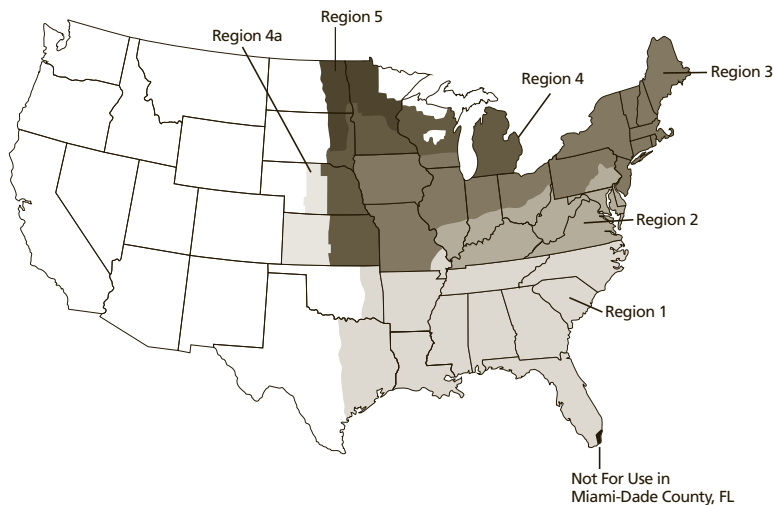 Region 5
Region 4a
Region 4
Region 3
Region 2
Region 1
Not For Use in
Miami-Dade County, FL